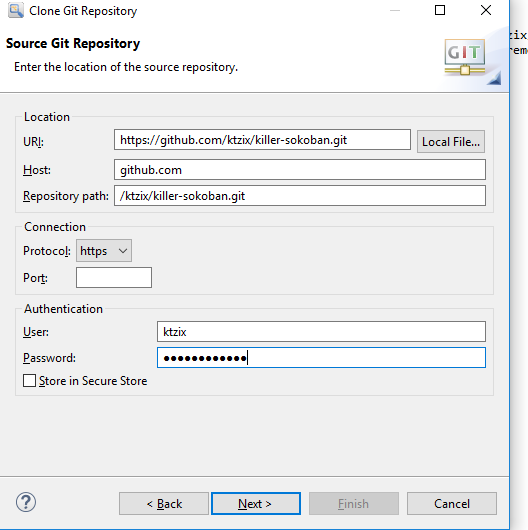 Clone Git Repository
Source Git Repository
Enter the location of the source repository.
GIT
zix
rem
Location
URI: https://github.com/ktzix/killer-sokoban.git Local File...
Host: github.com
Repository path: /ktzix/killer-sokoban.git
Connection
Protocol: https
Port:
Authentication
User: ktzix
Password: ●●●●●●●●●●●●
Store in Secure Store
? < Back Next > Finish Cancel